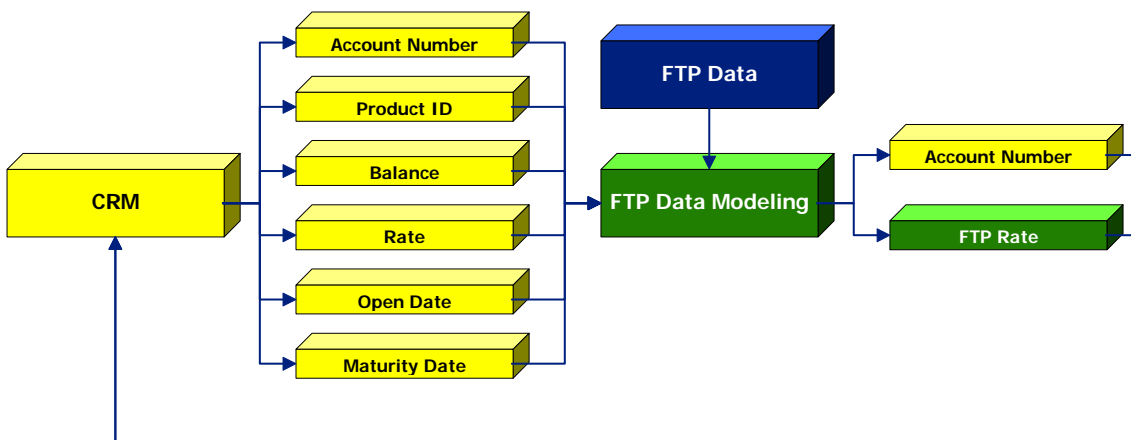 CRM
Account Number
Product ID
Balance
Rate
Open Date
Maturity Date
FTP Data
FTP Data Modeling
Account Number
FTP Rate